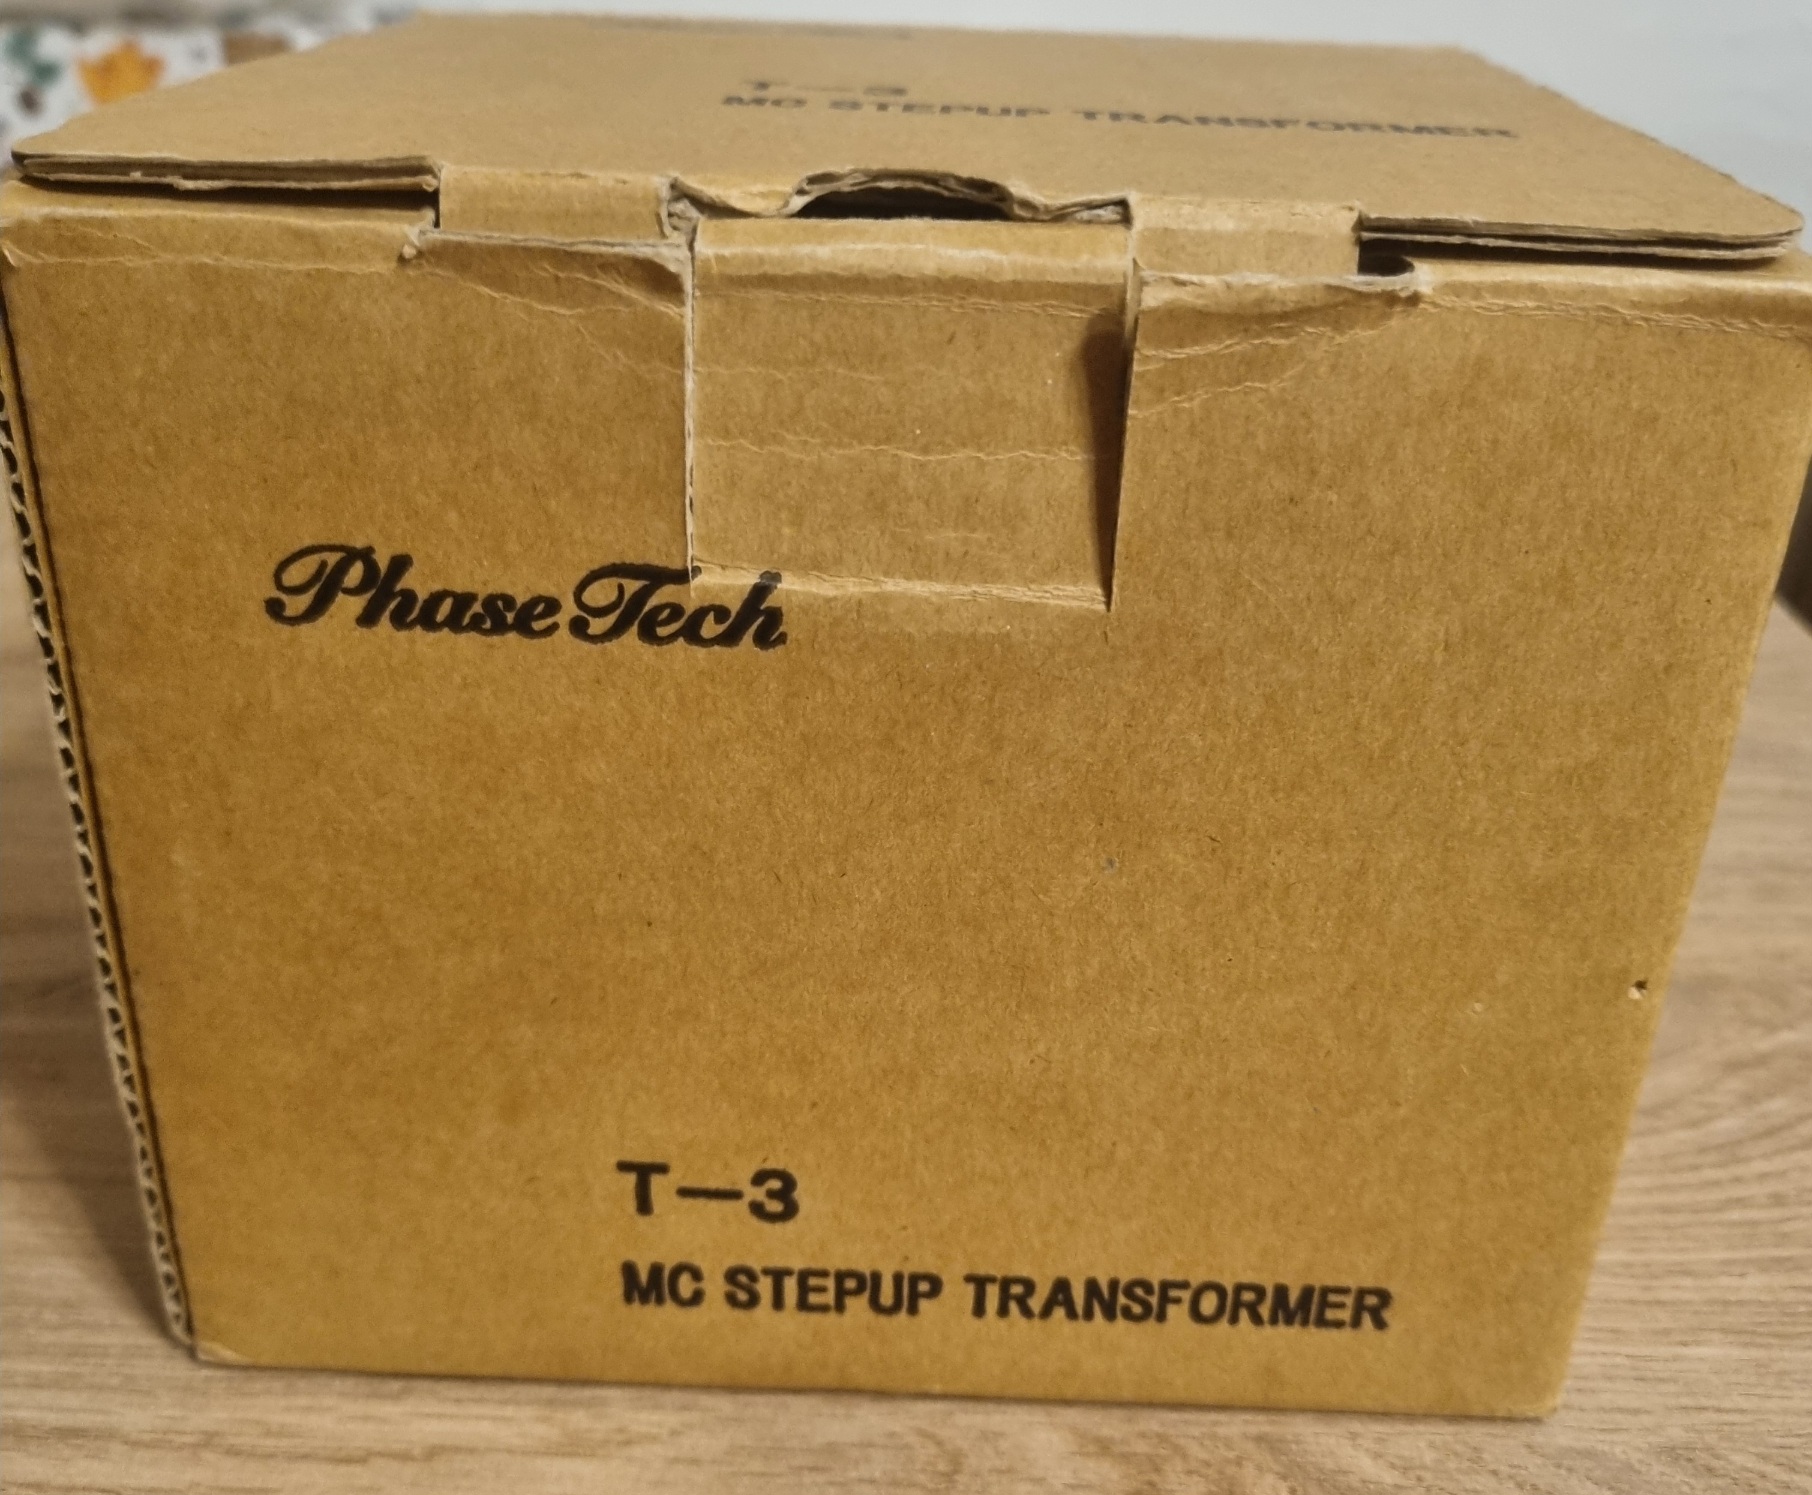 T—3
MC STEPUP TRANSFORMER
Phase Tech
T—3
MC STEPUP TRANSFORMER